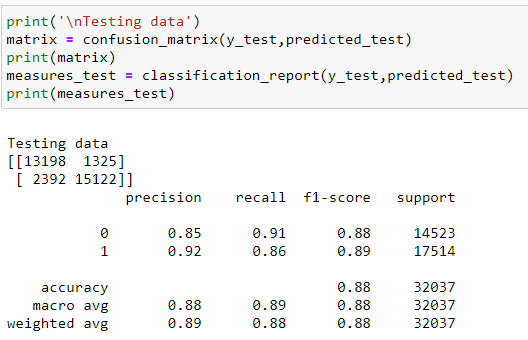 print('\nTesting data')
matrix = confusion_matrix(y_test,predicted_test)
print(matrix)
measures_test = classification_report(y_test,predicted_test)
print(measures_test)
Testing data
[[13198  1325]
 [ 2392 15122]]
              precision    recall  f1-score   support
           0       0.85      0.91      0.88     14523
           1       0.92      0.86      0.89     17514
    accuracy                           0.88     32037
   macro avg       0.88      0.89      0.88     32037
weighted avg       0.89      0.88      0.88     32037